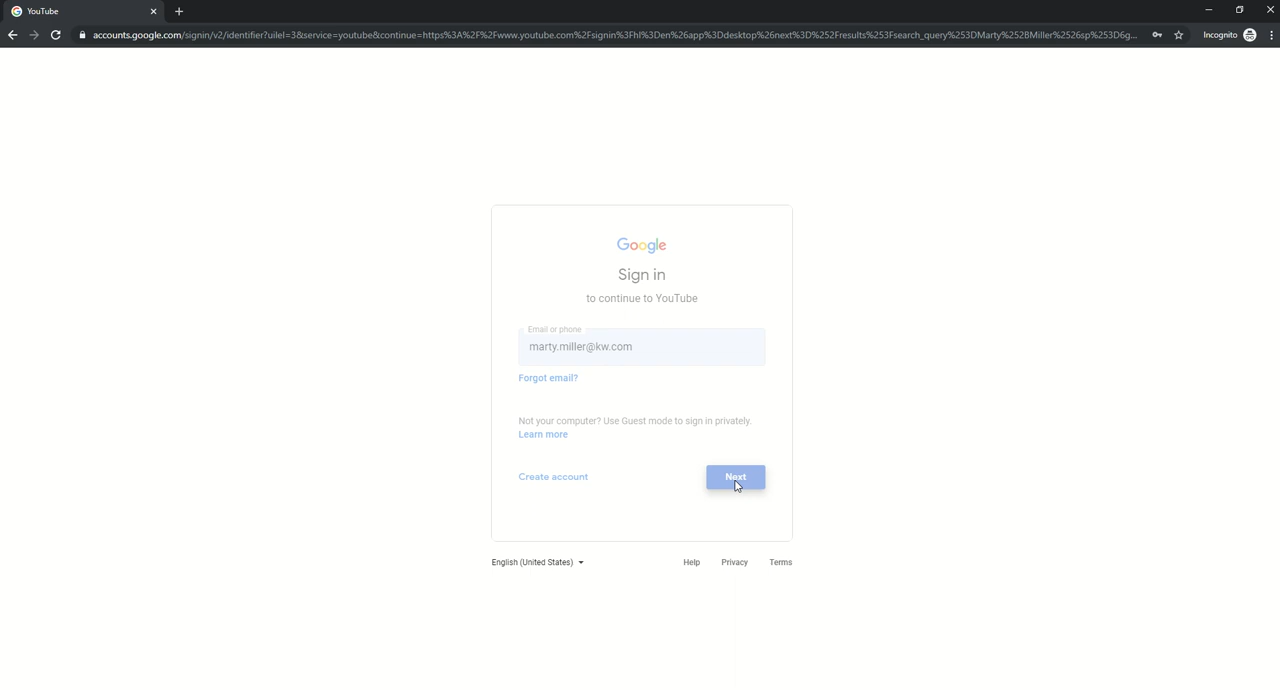 YouTube
accounts.google.com/signin/v2/identifier?uilel=3&service=youtube&continue=https%3A%2F%2Fwww.youtube.com%2Fsignin%3Fhl%3Den%26app%3Ddesktop%26next%3D%252Fresults%253Fsearch_query%253DMarty%252BMiller%2526sp%253D6g...
Incognito
Google
Sign in
to continue to YouTube
Email or phone
marty.miller@kw.com
Forgot email?
Not your computer? Use Guest mode to sign in privately.
Learn more
Create account
Next
English (United States)
Help
Privacy
Terms